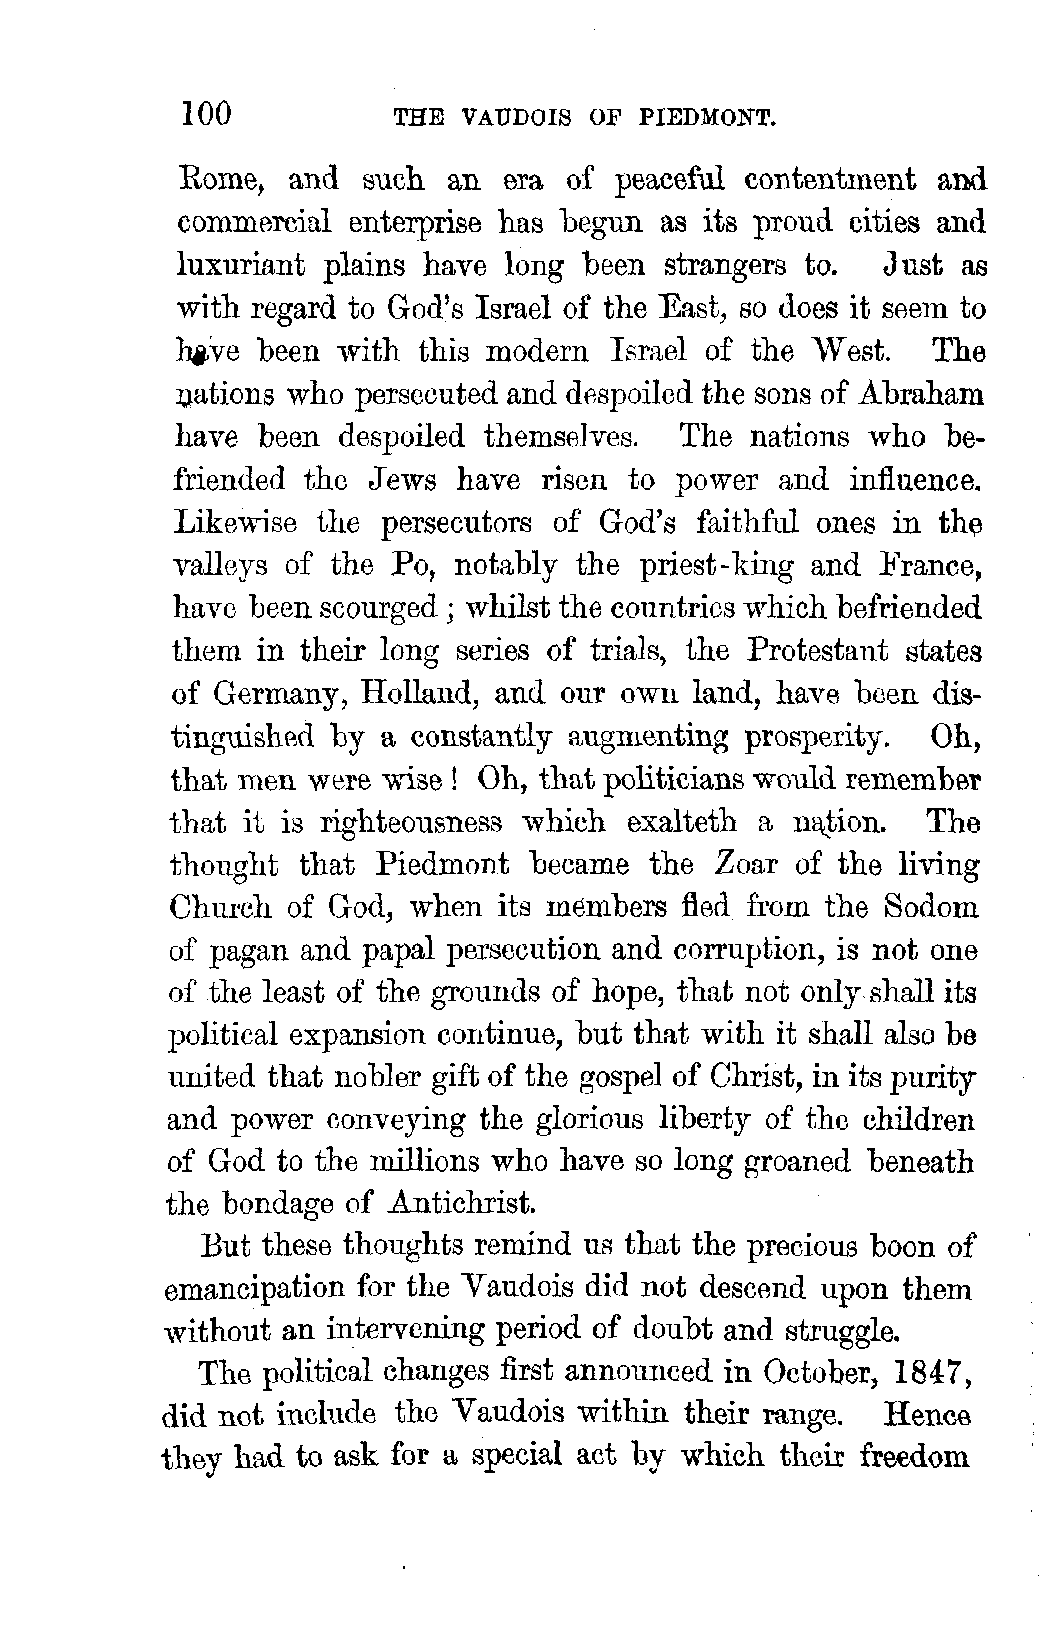 100 THE VAUDOIS OF PIEDMONT.
Rome, and such an era of peaceful contentment and
commercial enterprise has begun as its proud cities and
luxuriant plains have long been strangers to. Just as
with regard to God's Israel of the East, so does it seem to
have been with this modern Israel of the West. The
nations who persecuted and despoiled the sons of Abraham
have been despoiled themselves. The nations who be-
friended the Jews have risen to power and influence.
Likewise the persecutors of God's faithful ones in the
valleys of the Po, notably the priest-king and France,
have been scourged ; whilst the countries which befriended
them in their long series of trials, the Protestant states
of Germany, Holland, and our own land, have been dis-
tinguished by a constantly augmenting prosperity. Oh,
that men were wise ! Oh, that politicians would remember
that it is righteousness which exalteth a nation. The
thought that Piedmont became the Zoar of the living
Church of God, when its members fled from the Sodom
of pagan and papal persecution and corruption, is not one
of the least of the grounds of hope, that not only shall its
political expansion continue, but that with it shall also be
united that nobler gift of the gospel of Christ, in its purity
and power conveying the glorious liberty of the children
of God to the millions who have so long groaned beneath
the bondage of Antichrist.
But these thoughts remind us that the precious boon of
emancipation for the Vaudois did not descend upon them
without an intervening period of doubt and struggle.
The political changes first announced in October, 1847,
did not include the Vaudois within their range. Hence
they had to ask for a special act by which their freedom